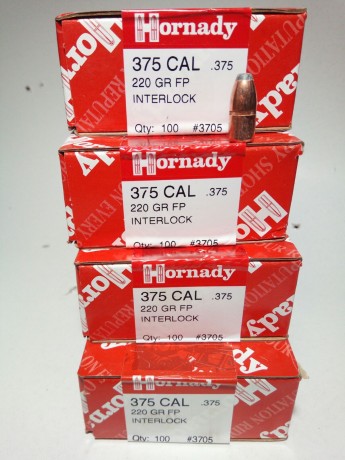 Hornady
375 CAL .375
220 GR FP
INTERLOCK
Qty: 100 #3705
Hornady
375 CAL .375
220 GR FP
INTERLOCK
Qty: 100 #3705
Hornady
375 CAL .375
220 GR FP
INTERLOCK
Qty: 100 #3705
Hornady
375 CAL .375
220 GR FP
INTERLOCK
Qty: 100 #3705